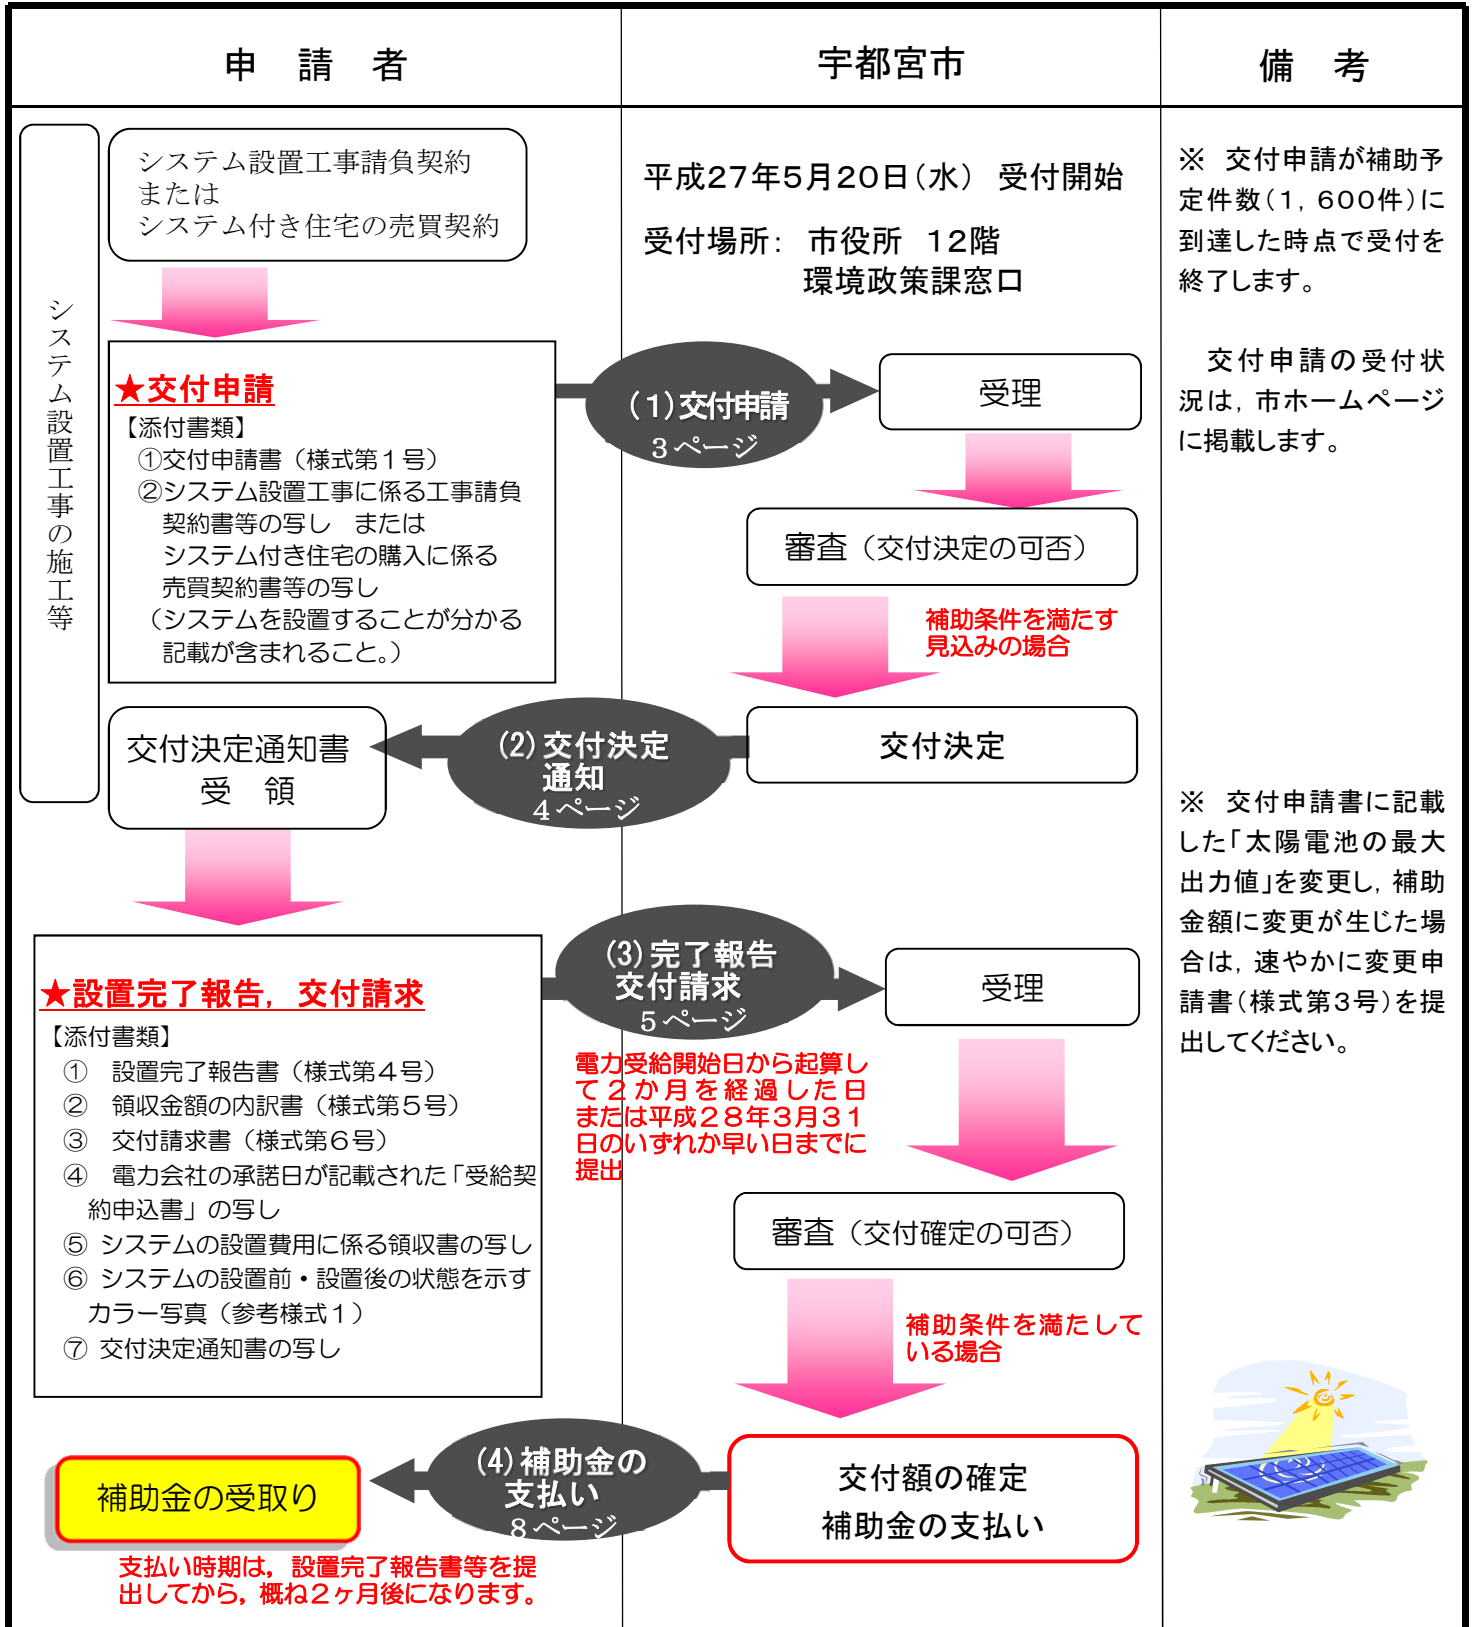 申　請　者
宇都宮市
備　考
システム設置工事の施工等
システム設置工事請負契約
または
システム付き住宅の売買契約
平成27年5月20日(水)　受付開始
受付場所：　市役所　12階
環境政策課窓口
※　交付申請が補助予
定件数(1，600件)に
到達した時点で受付を
終了します。
交付申請の受付状
況は，市ホームページ
に掲載します。
★交付申請
【添付書類】
①交付申請書（様式第１号）
②システム設置工事に係る工事請負
契約書等の写し　または
システム付き住宅の購入に係る
売買契約書等の写し
（システムを設置することが分かる
記載が含まれること。）
(1)交付申請
3ページ
受理
審査（交付決定の可否）
補助条件を満たす
見込みの場合
交付決定
(2)交付決定
通知
4ページ
交付決定通知書
受　領
※　交付申請書に記載
した「太陽電池の最大
出力値」を変更し，補助
金額に変更が生じた場
合は，速やかに変更申
請書(様式第3号)を提
出してください。
★設置完了報告，交付請求
【添付書類】
①　設置完了報告書（様式第４号）
②　領収金額の内訳書（様式第５号）
③　交付請求書（様式第６号）
④　電力会社の承諾日が記載された「受給契
約申込書」の写し
⑤ システムの設置費用に係る領収書の写し
⑥ システムの設置前・設置後の状態を示す
カラー写真（参考様式１）
⑦ 交付決定通知書の写し
(3)完了報告
交付請求
5ページ
受理
電力受給開始日から起算し
て２か月を経過した日
または平成２８年３月３１
日のいずれか早い日までに
提出
審査（交付確定の可否）
補助条件を満たして
いる場合
交付額の確定
補助金の支払い
(4)補助金の
支払い
8ページ
補助金の受取り
支払い時期は，設置完了報告書等を提
出してから，概ね２ヶ月後になります。